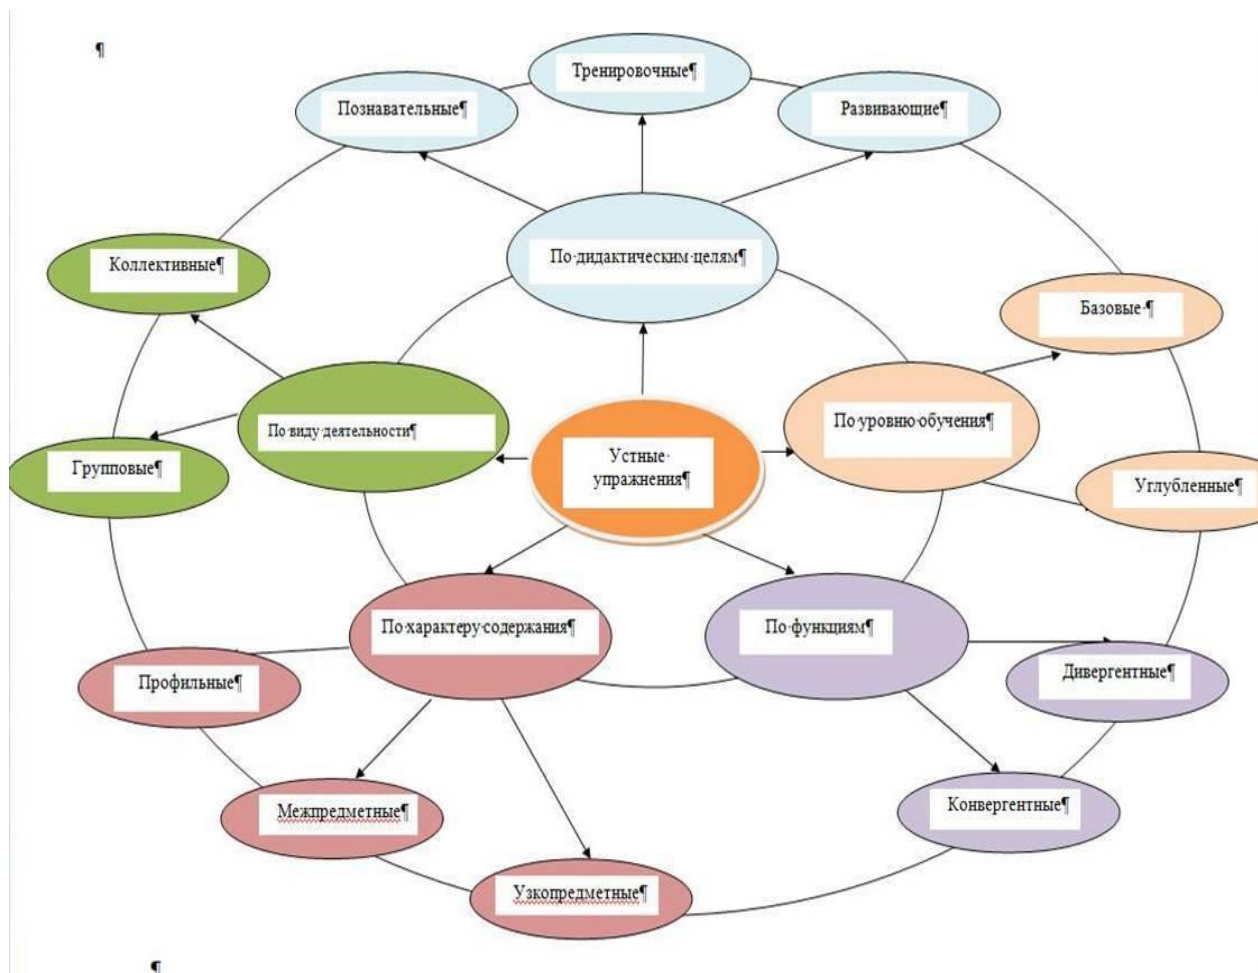 ¶
Тренировочные¶
Познавательные¶
Развивающие¶
По·дидактическим·целям¶
Коллективные¶
Базовые·¶
По·виду·деятельности¶
По·уровню·обучения¶
Устные·
упражнения¶
Групповые¶
Углубленные¶
По·характеру·содержания¶
По·функциям¶
Профильные¶
Дивергентные¶
Межпредметные¶
Конвергентные¶
Узкопредметные¶
¶